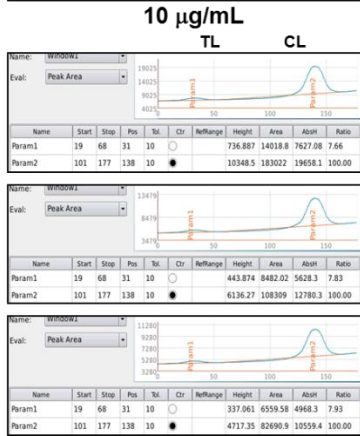 10 μg/mL
TL CL
Name: Window1
Eval: Peak Area
19025
14025
9025
4025
Param1 Param2
0 50 100 150
Name Start Stop Pos Tol. Ctr RefRange Height Area AbsH Ratio
Param1 19 68 31 10 736.887 14018.8 7627.08 7.66
Param2 101 177 138 10 10348.5 183022 19658.1 100.00
Name: Window1
Eval: Peak Area
13479
8479
3479
Param1 Param2
0 50 100 150
Name Start Stop Pos Tol. Ctr RefRange Height Area AbsH Ratio
Param1 19 68 31 10 443.874 8482.02 5628.3 7.83
Param2 101 177 138 10 6136.27 108309 12780.3 100.00
Name: Window1
Eval: Peak Area
11280
9280
7280
5280
3280
Param1 Param2
0 50 100 150
Name Start Stop Pos Tol. Ctr RefRange Height Area AbsH Ratio
Param1 19 68 31 10 337.061 6559.58 4968.3 7.93
Param2 101 177 138 10 4717.35 82690.9 10559.4 100.00